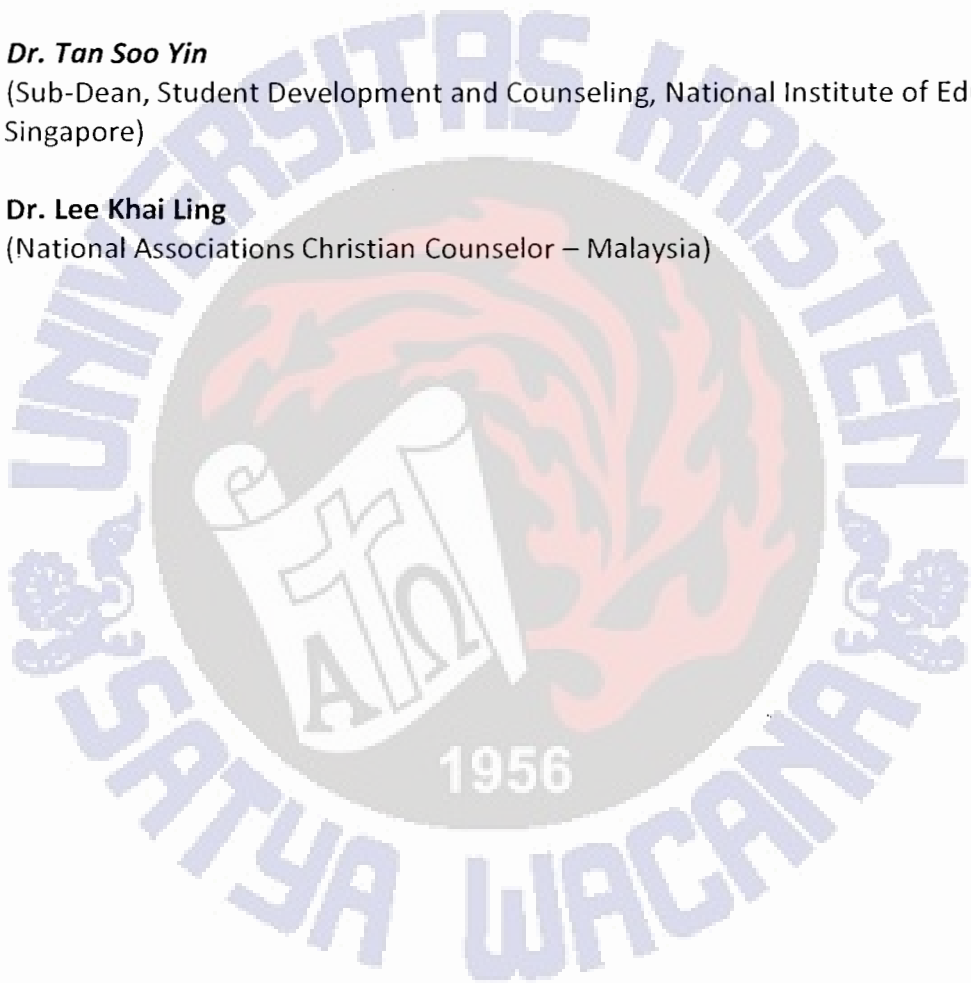 Dr. Tan Soo Yin
(Sub-Dean, Student Development and Counseling, National Institute of Ed
Singapore)
Dr. Lee Khai Ling
(National Associations Christian Counselor – Malaysia)
UNIVERSITAS KRISTEN
Α Ω
1956
SATYA WACANA